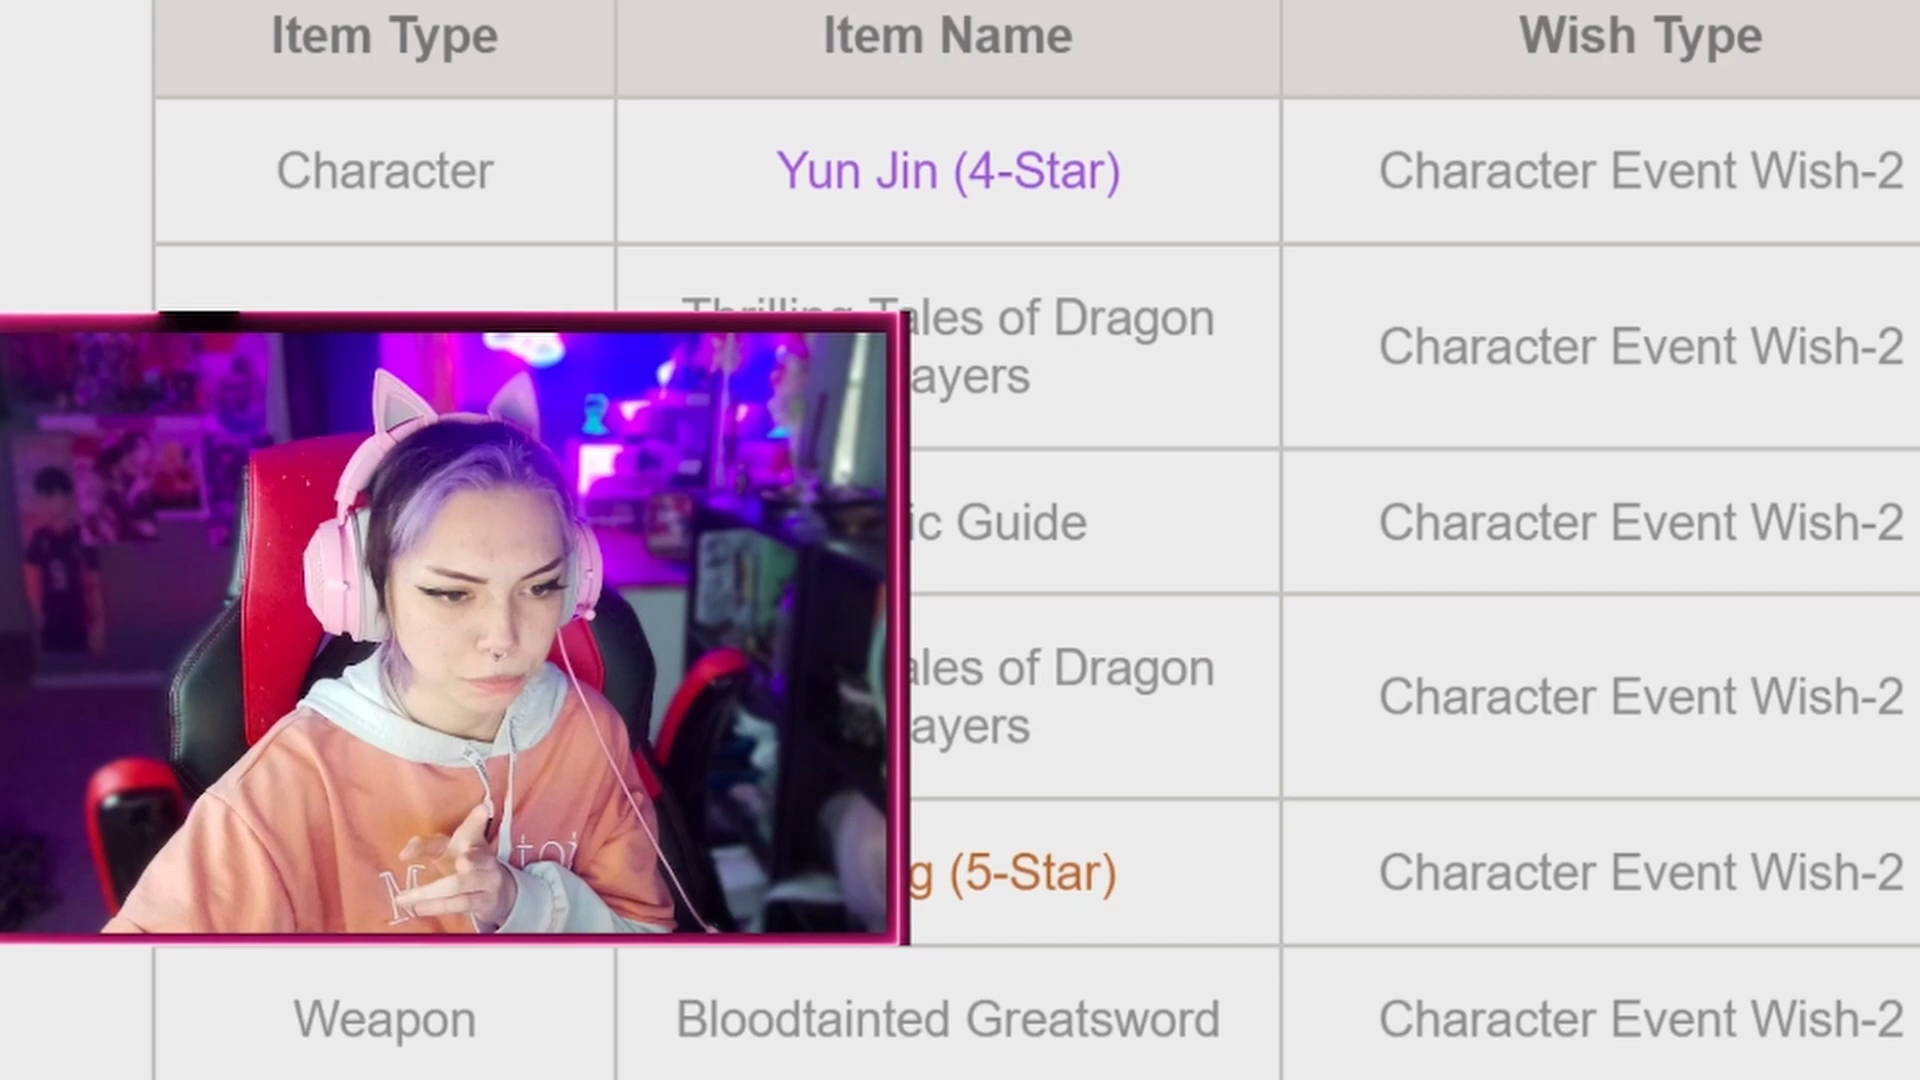 Item Type Item Name Wish Type
Character Yun Jin (4-Star) Character Event Wish-2
Thrilling Tales of Dragon
ayers Character Event Wish-2
ic Guide Character Event Wish-2
ales of Dragon
ayers Character Event Wish-2
g (5-Star) Character Event Wish-2
Weapon Bloodtainted Greatsword Character Event Wish-2